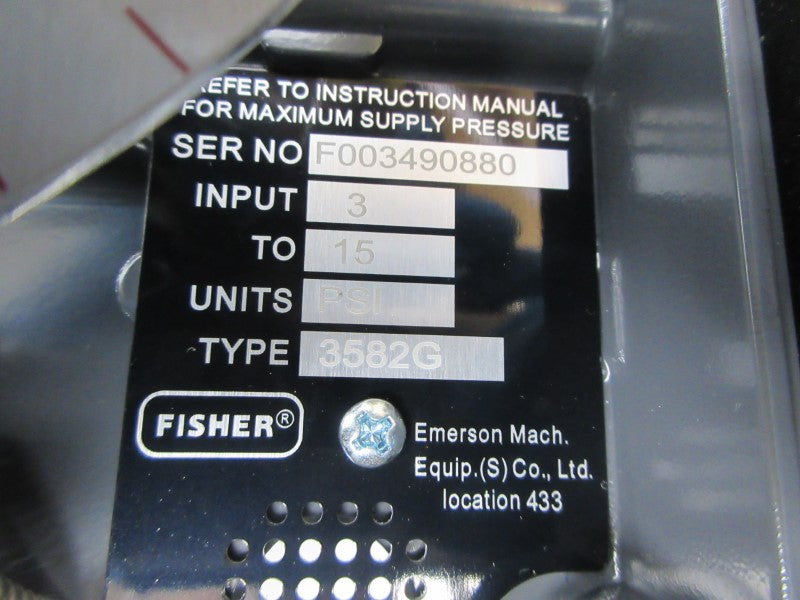 REFER TO INSTRUCTION MANUAL
FOR MAXIMUM SUPPLY PRESSURE
SER NO F003490880
INPUT 3
TO 15
UNITS PSI
TYPE 3582G
FISHER®
Emerson Mach.
Equip.(S) Co., Ltd.
location 433